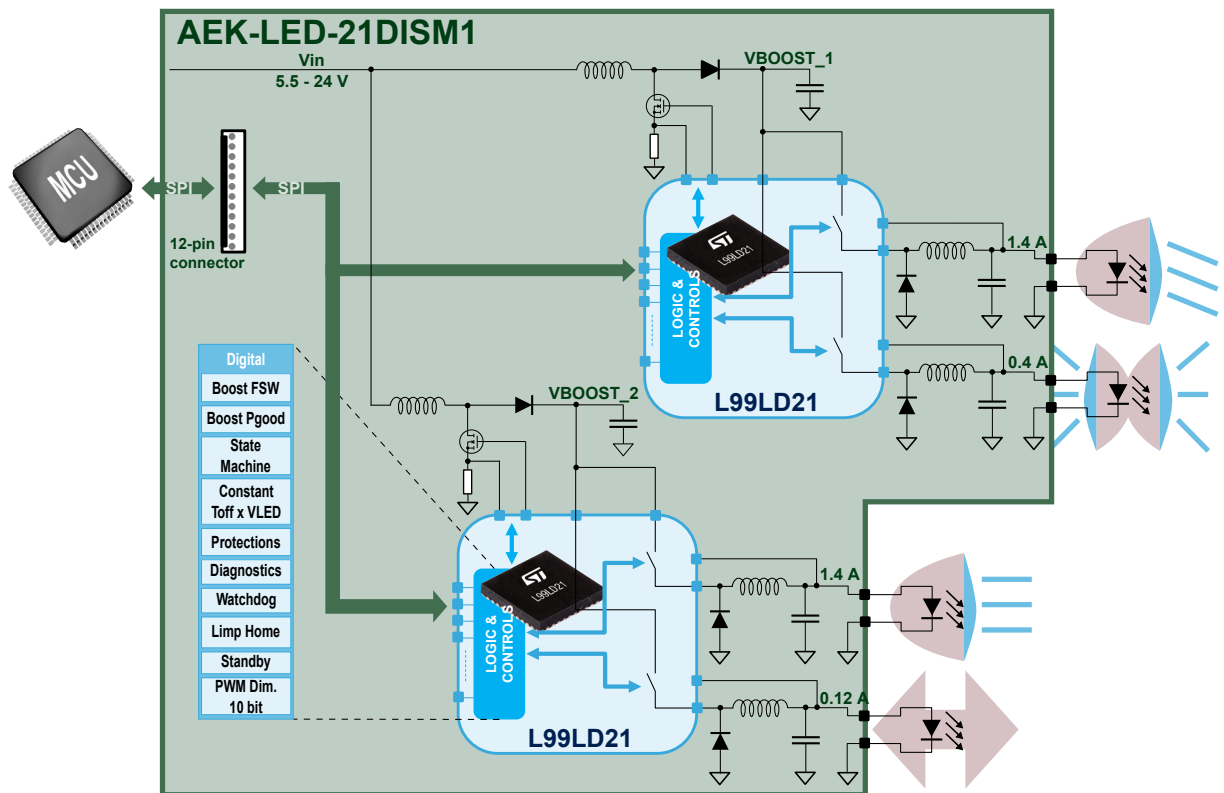 AEK-LED-21DISM1
Vin
5.5 - 24 V
VBOOST_1
MCU
SPI
SPI
12-pin
connector
ST
L99LD21
LOGIC &
CONTROLS
1.4 A
0.4 A
L99LD21
Digital
Boost FSW
Boost Pgood
State
Machine
Constant
Toff x VLED
Protections
Diagnostics
Watchdog
Limp Home
Standby
PWM Dim.
10 bit
VBOOST_2
ST
L99LD21
LOGIC &
CONTROLS
1.4 A
0.12 A
L99LD21